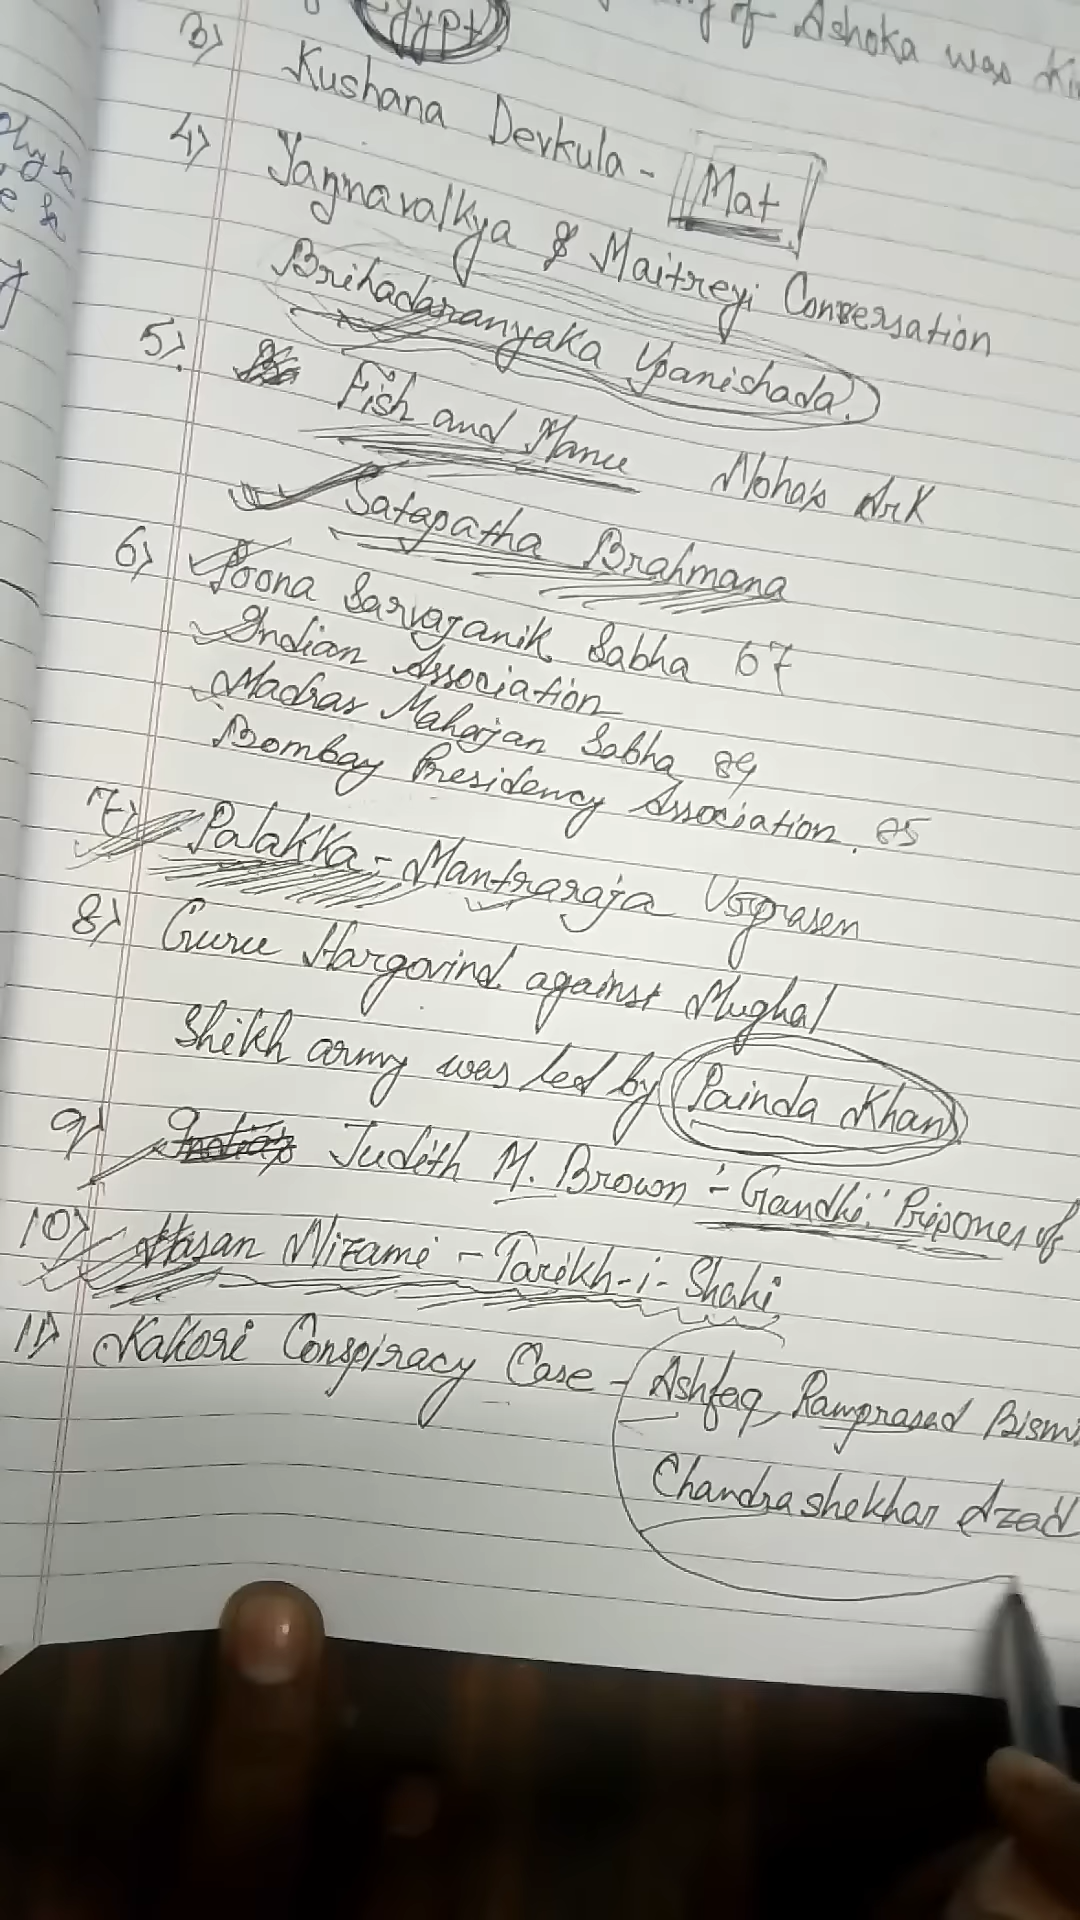 of Ashoka was
Egypt
3) Kushana Devkula - Mat
4) Yagnavalkya & Maitreyi Conversation
Brihadaranyaka Upanishada.
5) Fish and Manu Noha's Ark
Satapatha Brahmana
6) Poona Sarvajanik Sabha 67
Indian Association
Madras Mahajan Sabha 84
Bombay Presidency Association. 85
7) Palakka - Mantraraja Ugrasen
8) Guru Hargovind against Mughal
Shikh army was led by Painda Khan
9) Judith M. Brown - Gandhi: Prisoner of
10) Hasan Nizami - Tarikh-i-Shahi
11) Kakori Conspiracy Case - Ashfaq, Ramprasad
Chandrashekhar Azad